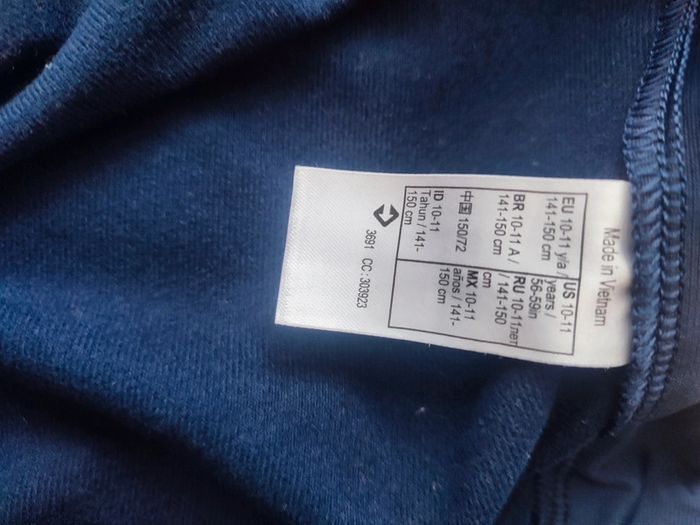 Made in Vietnam
EU 10-11 y/a /
141-150 cm
US 10-11
years /
56-59in
BR 10-11 A /
141-150 cm
RU 10-11лет
/ 141-150
cm
中国 150/72
MX 10-11
años / 141-
150 cm
ID 10-11
Tahun / 141-
150 cm
3691 CC : 303923